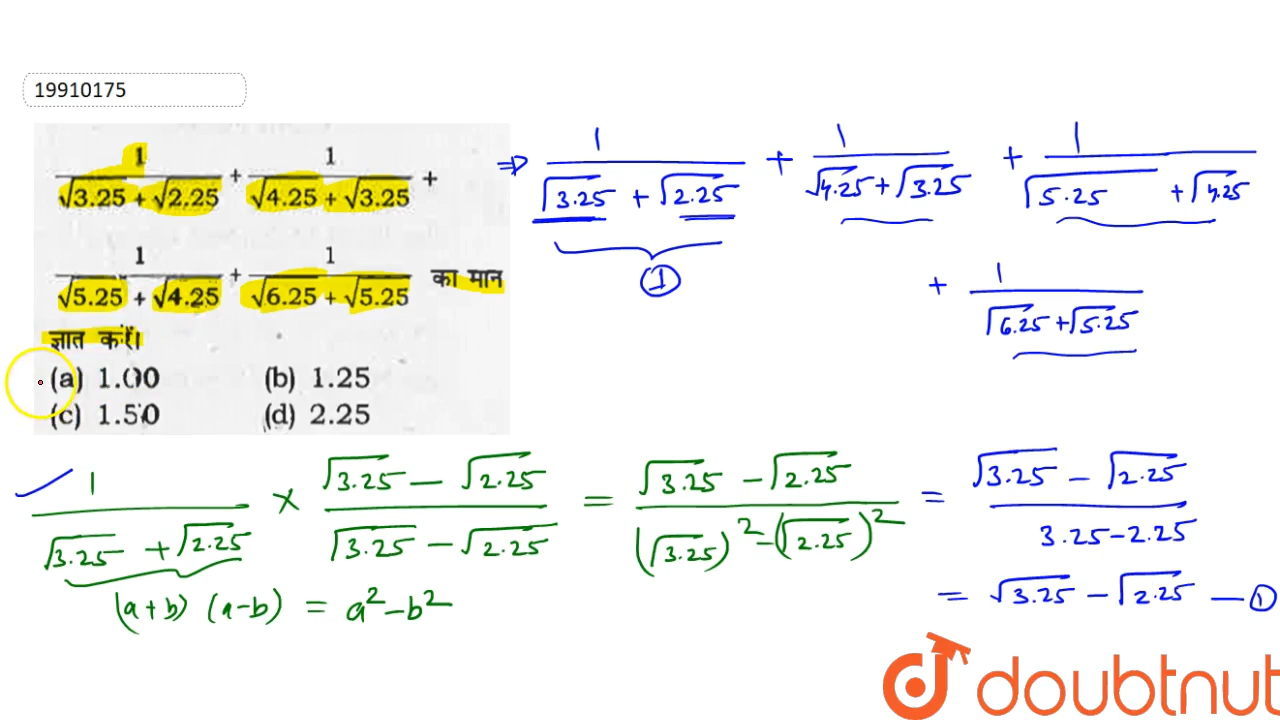 19910175
1/(√3.25 + √2.25) + 1/(√4.25 + √3.25) +
1/(√5.25 + √4.25) + 1/(√6.25 + √5.25) का मान
ज्ञात करें।
(a) 1.00 (b) 1.25
(c) 1.50 (d) 2.25
⇒ 1/(√3.25 + √2.25) + 1/(√4.25 + √3.25) + 1/(√5.25 + √4.25)
①
+ 1/(√6.25 + √5.25)
1/(√3.25 + √2.25) × (√3.25 − √2.25)/(√3.25 − √2.25) = (√3.25 − √2.25)/((√3.25)² − (√2.25)²) = (√3.25 − √2.25)/(3.25 − 2.25)
(a+b) (a−b) = a² − b²
= √3.25 − √2.25 — ①
doubtnut